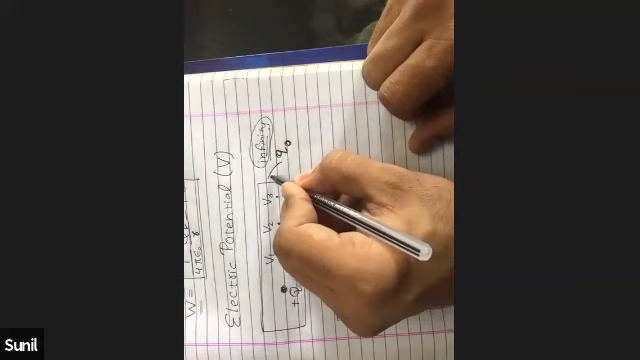 W =
4πε₀ r
Electric Potential (V)
infinity
q₀
V₁ V₂ V₃
+Q
Sunil